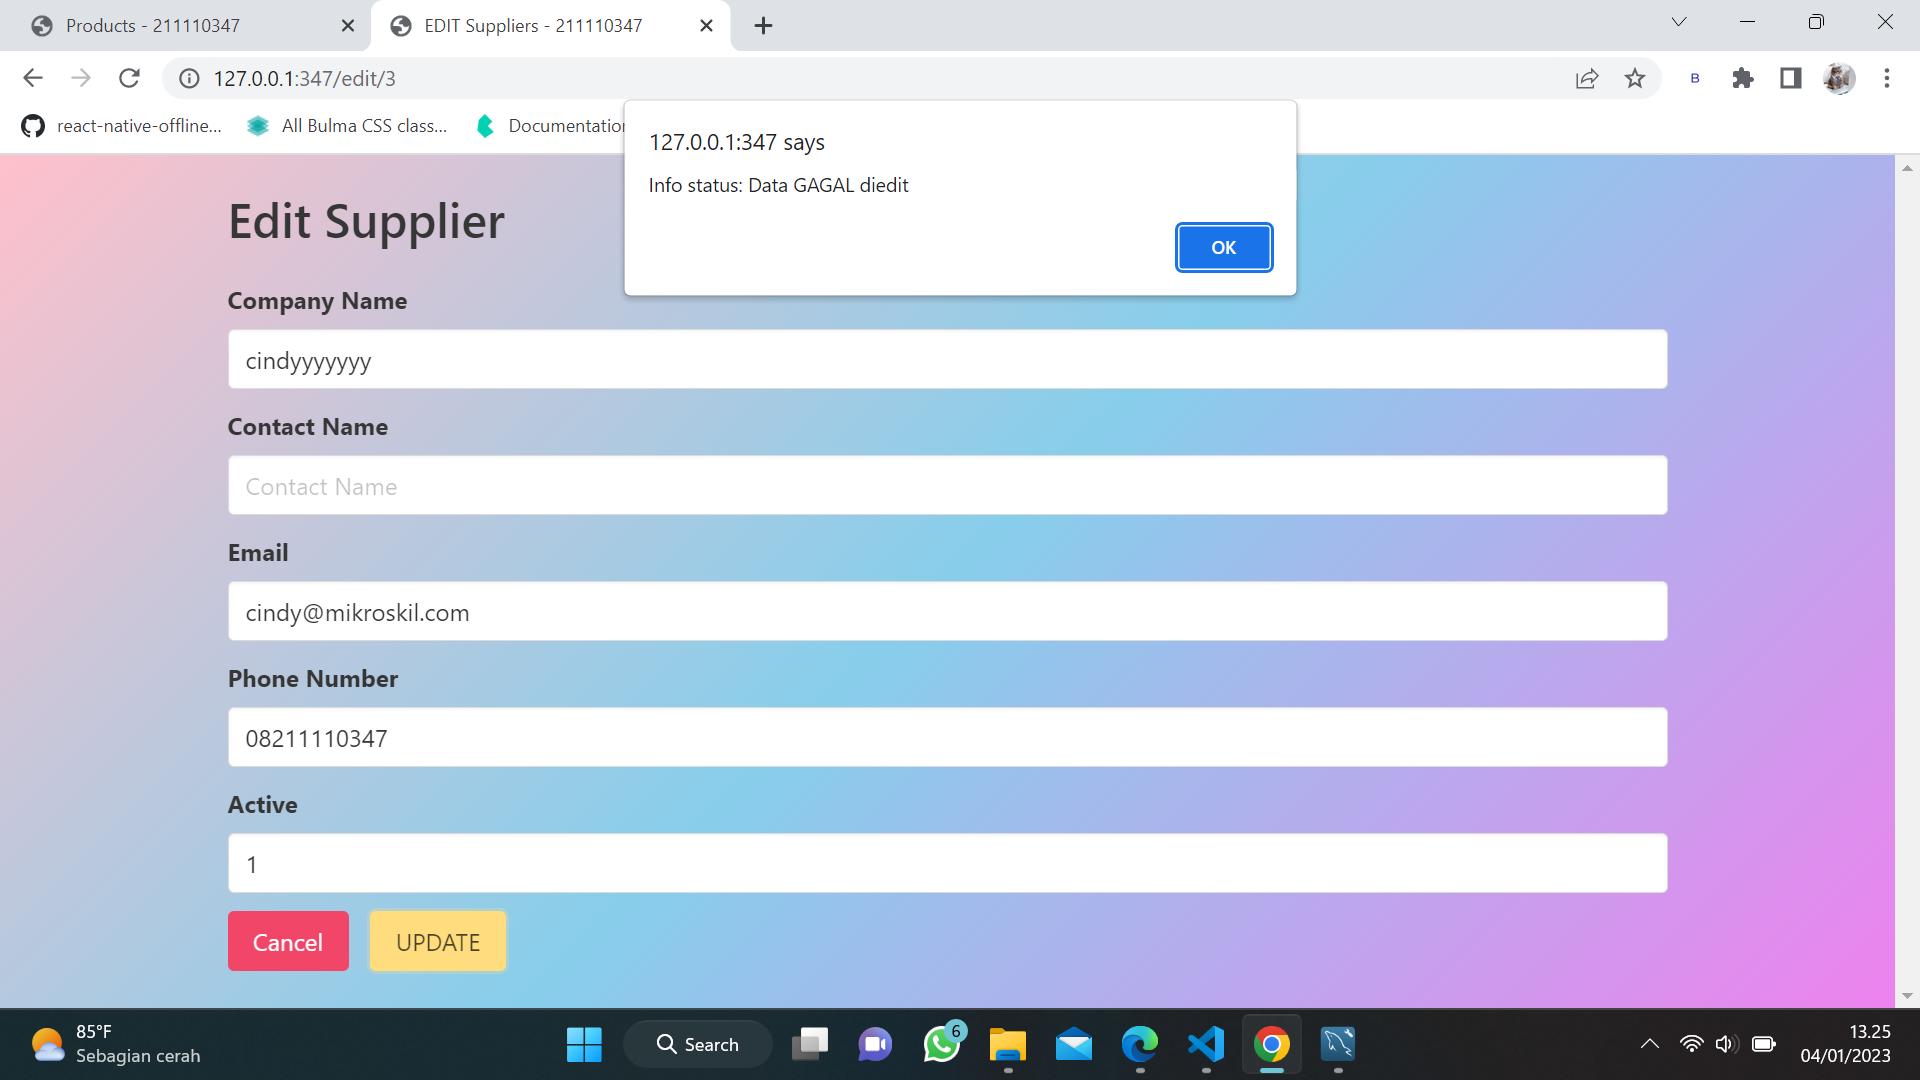 Products - 211110347
EDIT Suppliers - 211110347
127.0.0.1:347/edit/3
B
react-native-offline...
All Bulma CSS class...
Documentation
127.0.0.1:347 says
Info status: Data GAGAL diedit
OK
Edit Supplier
Company Name
cindyyyyyyy
Contact Name
Contact Name
Email
cindy@mikroskil.com
Phone Number
08211110347
Active
1
Cancel
UPDATE
85°F
Sebagian cerah
Search
6
13.25
04/01/2023